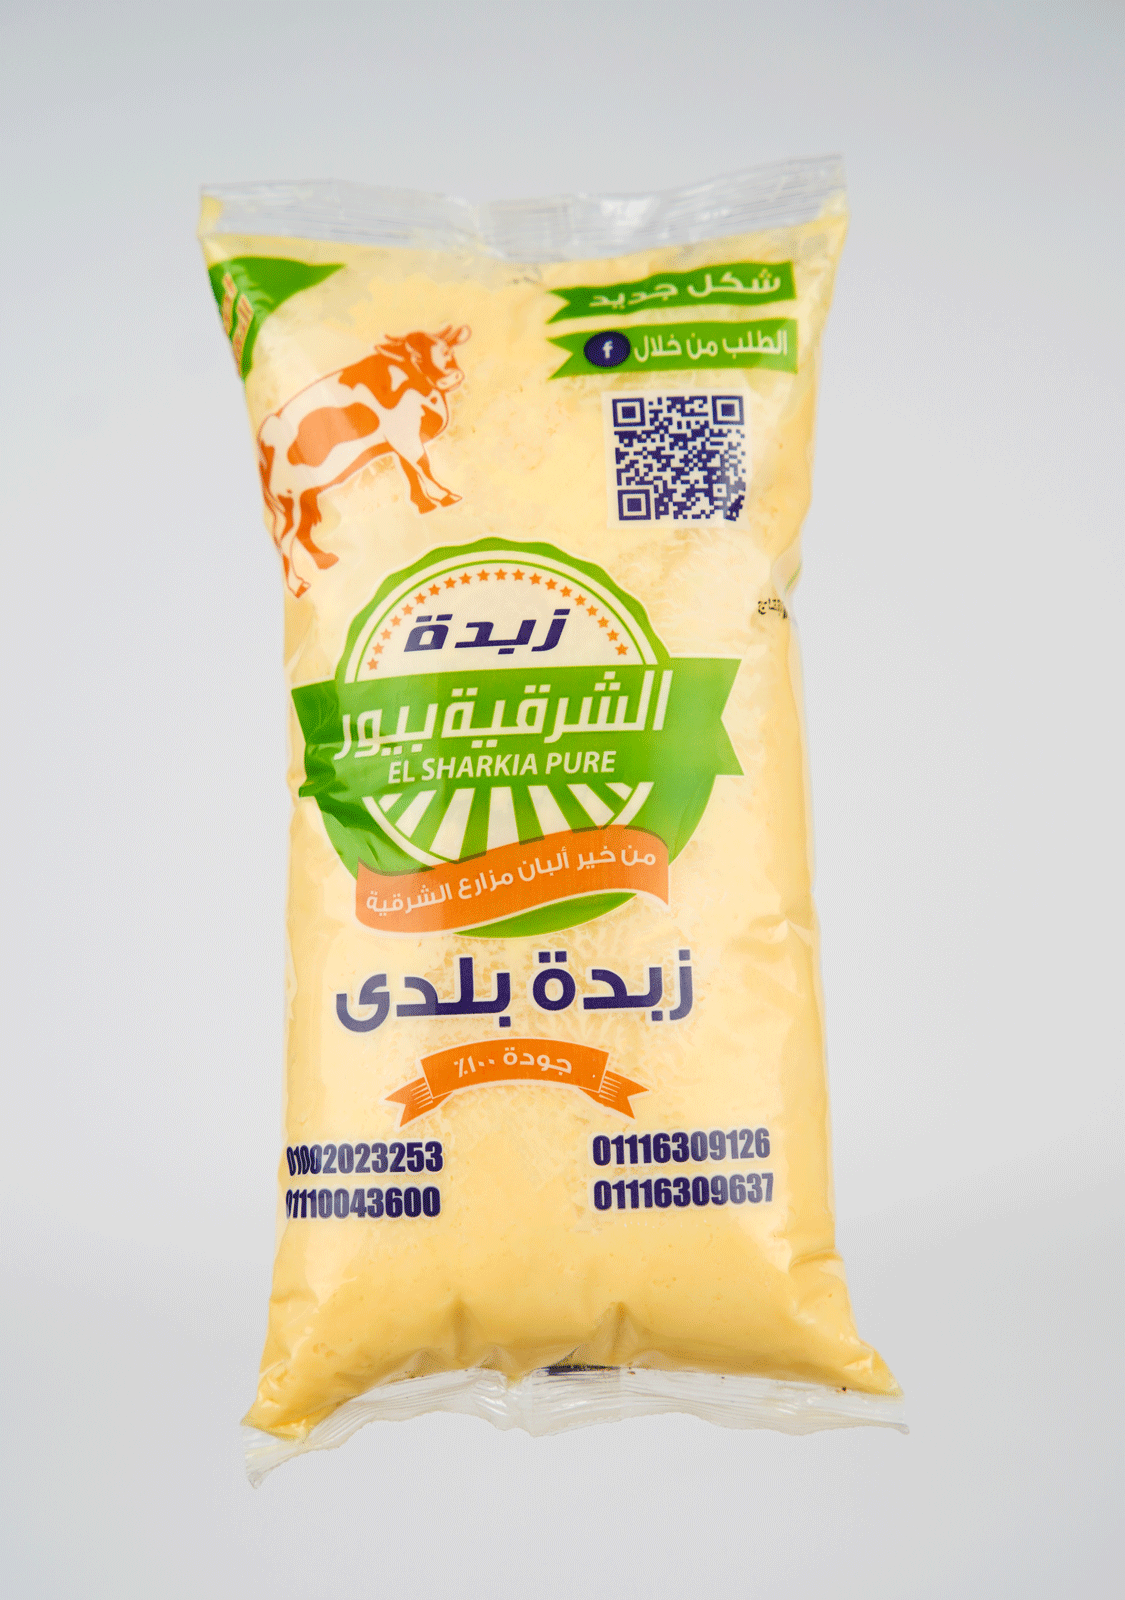 شكل جديد
الطلب من خلال f
زبدة
الشرقية بيور
EL SHARKIA PURE
من خير ألبان مزارع الشرقية
زبدة بلدى
جودة ١٠٠٪
01002023253
01116309126
01110043600
01116309637